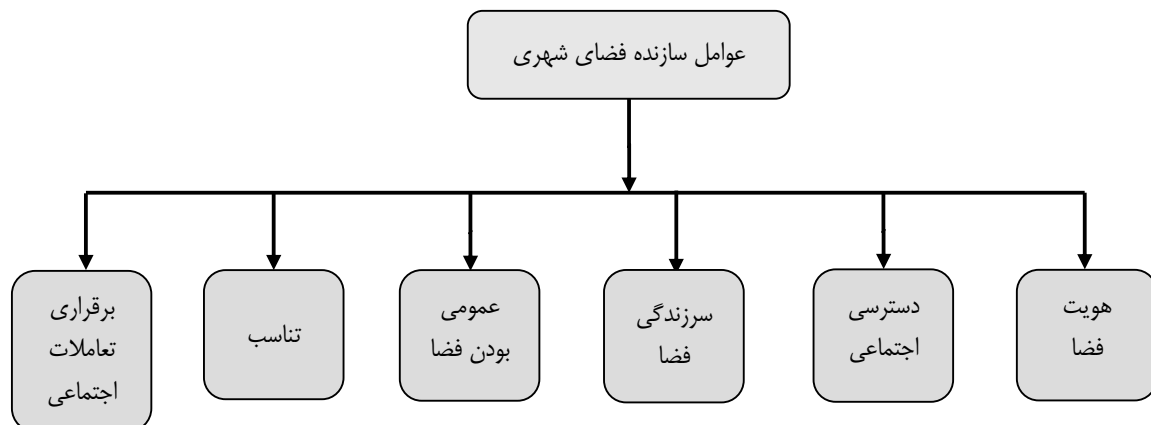 عوامل سازنده فضای شهری
هویت
فضا
دسترسی
اجتماعی
سرزندگی
فضا
عمومی
بودن فضا
تناسب
برقراری
تعاملات
اجتماعی